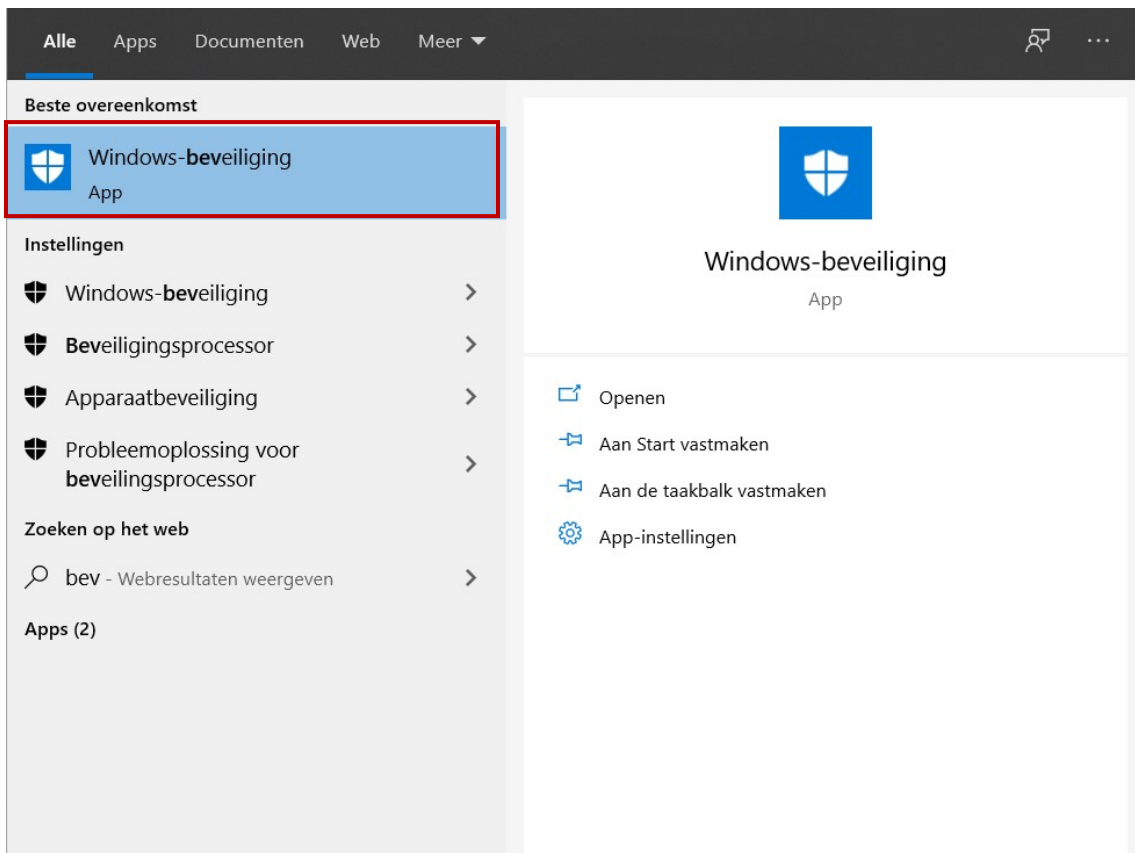 Alle Apps Documenten Web Meer
Beste overeenkomst
Windows-beveiliging
App
Instellingen
Windows-beveiliging
Beveiligingsprocessor
Apparaatbeveiliging
Probleemoplossing voor
beveilingsprocessor
Zoeken op het web
bev - Webresultaten weergeven
Apps (2)
Windows-beveiliging
App
Openen
Aan Start vastmaken
Aan de taakbalk vastmaken
App-instellingen